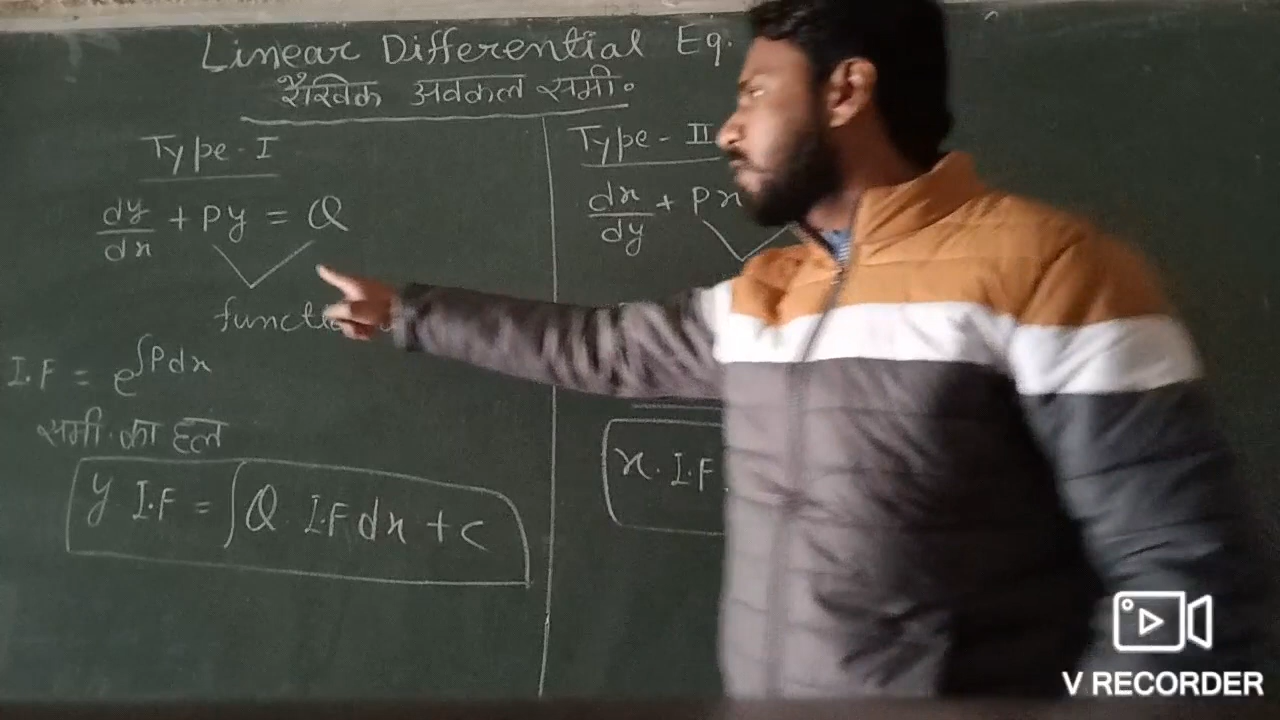 Linear Differential Eq.
रैखिक अवकल समी॰
Type - I
dy/dx + Py = Q
I.F = e^∫Pdx
समी. का हल
y I.F = ∫Q I.F dx + c
Type - II
dx/dy + Px
x. I.F
V RECORDER